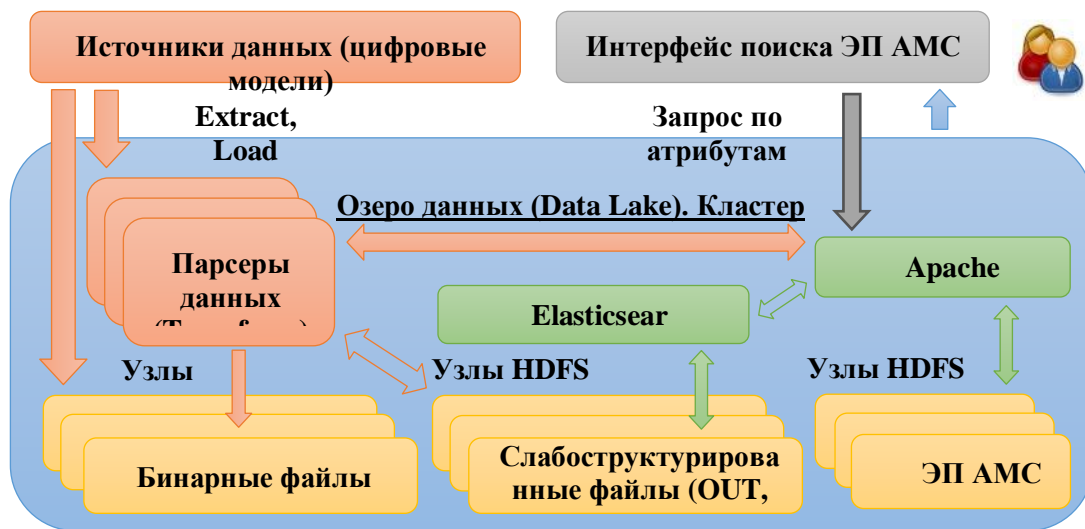 Источники данных (цифровые
модели)
Интерфейс поиска ЭП АМС
Extract,
Load
Запрос по
атрибутам
Озеро данных (Data Lake). Кластер
Парсеры
данных
Apache
Elasticsear
Узлы
Узлы HDFS
Узлы HDFS
Бинарные файлы
Слабоструктурирова
нные файлы (OUT,
ЭП АМС